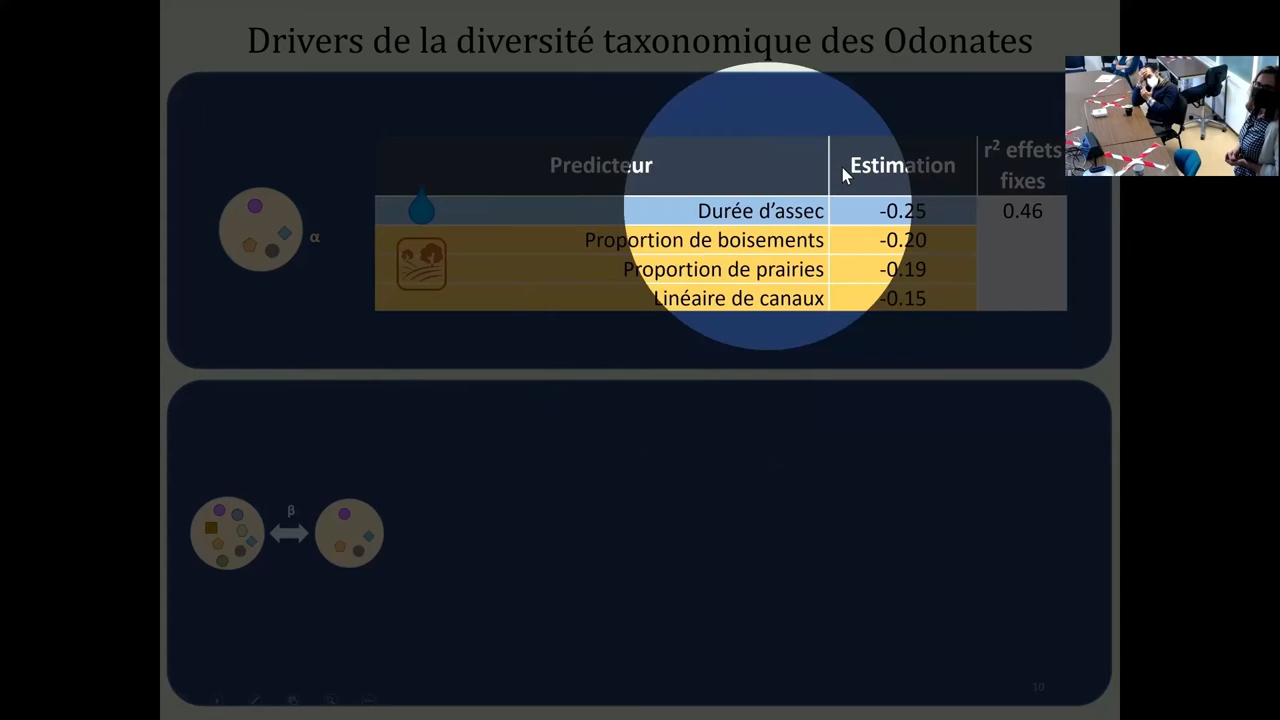 Drivers de la diversité taxonomique des Odonates
Predicteur Estimation r² effets fixes
Durée d'assec -0.25 0.46
Proportion de boisements -0.20
Proportion de prairies -0.19
Linéaire de canaux -0.15
α
β
10